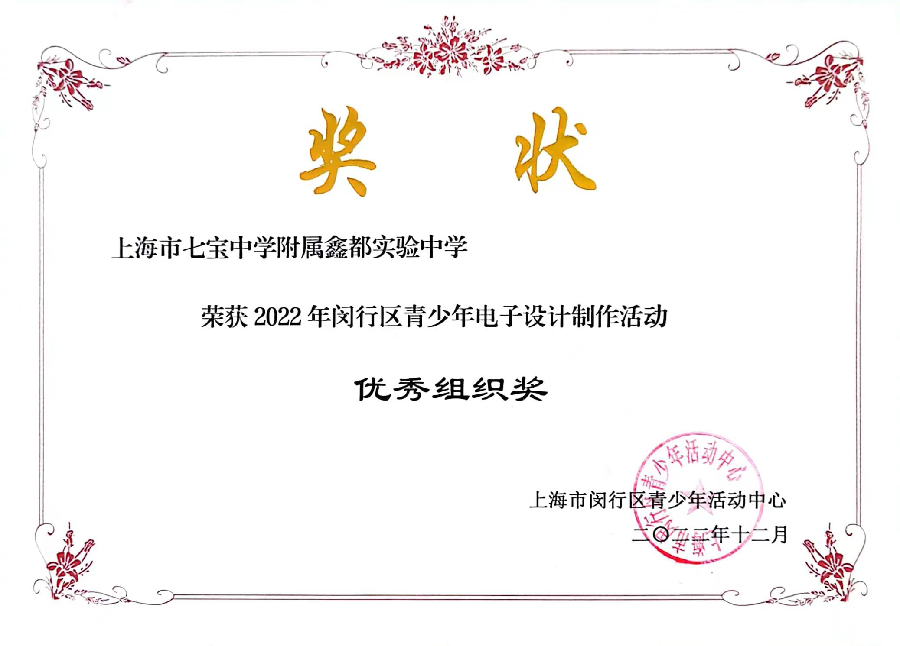 奖 状
上海市七宝中学附属鑫都实验中学
荣获 2022 年闵行区青少年电子设计制作活动
优秀组织奖
上海市闵行区青少年活动中心
二〇二二年十二月
上海市闵行区青少年活动中心